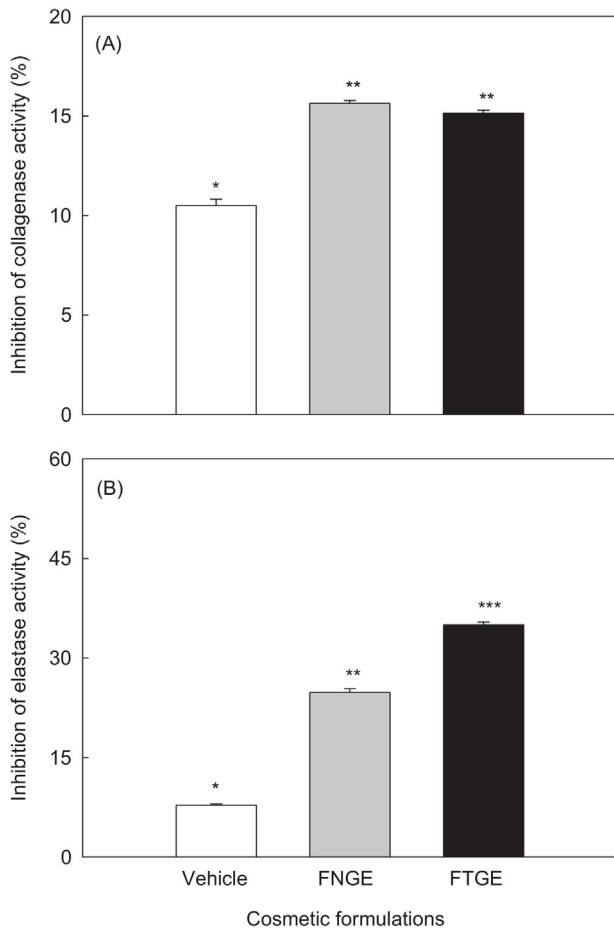 20
(A)
**
**
15
*
10
5
0
Inhibition of collagenase activity (%)
60
(B)
45
***
30
**
15
*
0
Inhibition of elastase activity (%)
Vehicle FNGE FTGE
Cosmetic formulations